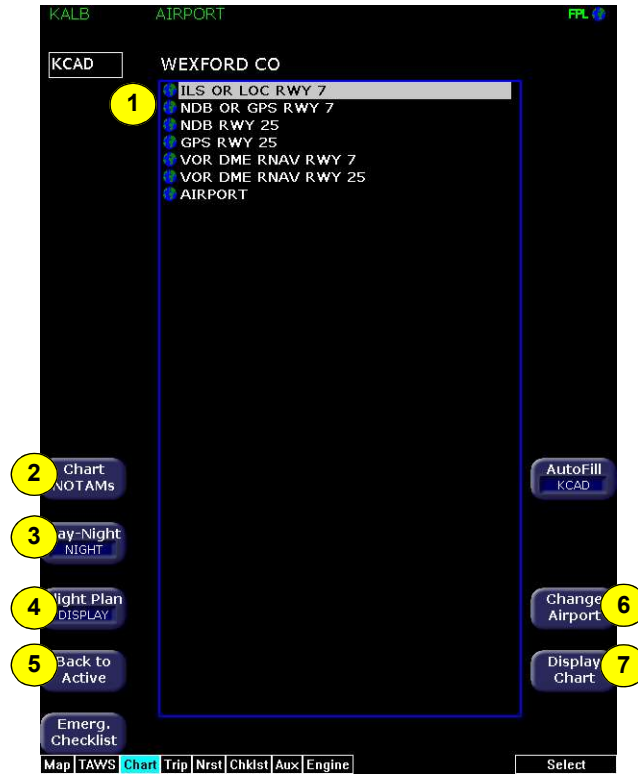 KALB AIRPORT FPL
KCAD WEXFORD CO
1
ILS OR LOC RWY 7
NDB OR GPS RWY 7
NDB RWY 25
GPS RWY 25
VOR DME RNAV RWY 7
VOR DME RNAV RWY 25
AIRPORT
2
Chart
NOTAMs
AutoFill
KCAD
3
ay-Night
NIGHT
4
ight Plan
DISPLAY
Change
Airport
6
5
Back to
Active
Display
Chart
7
Emerg.
Checklist
Map TAWS Chart Trip Nrst Chklst Aux Engine Select